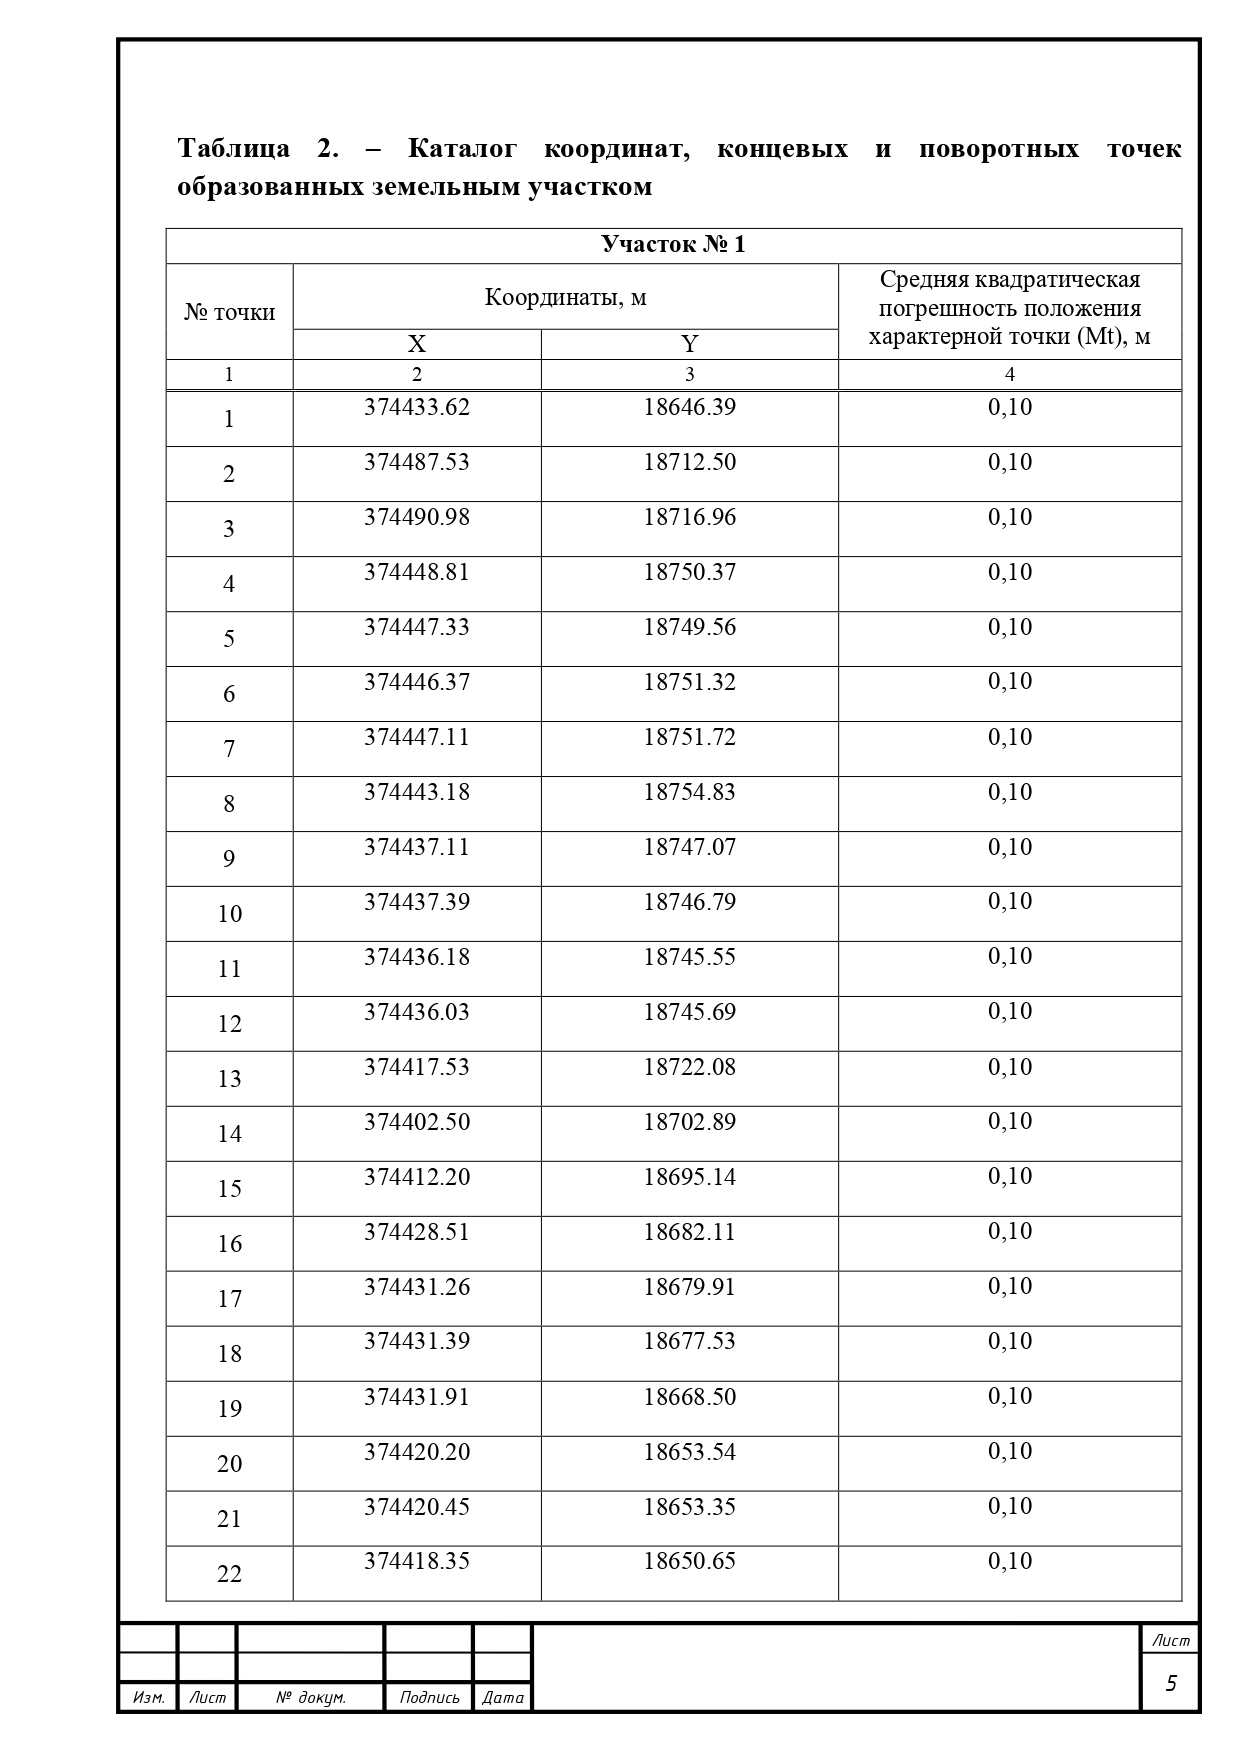 Таблица 2. – Каталог координат, концевых и поворотных точек
образованных земельным участком
Участок № 1
№ точки
Координаты, м
Средняя квадратическая
погрешность положения
характерной точки (Mt), м
X Y
1 2 3 4
1 374433.62 18646.39 0,10
2 374487.53 18712.50 0,10
3 374490.98 18716.96 0,10
4 374448.81 18750.37 0,10
5 374447.33 18749.56 0,10
6 374446.37 18751.32 0,10
7 374447.11 18751.72 0,10
8 374443.18 18754.83 0,10
9 374437.11 18747.07 0,10
10 374437.39 18746.79 0,10
11 374436.18 18745.55 0,10
12 374436.03 18745.69 0,10
13 374417.53 18722.08 0,10
14 374402.50 18702.89 0,10
15 374412.20 18695.14 0,10
16 374428.51 18682.11 0,10
17 374431.26 18679.91 0,10
18 374431.39 18677.53 0,10
19 374431.91 18668.50 0,10
20 374420.20 18653.54 0,10
21 374420.45 18653.35 0,10
22 374418.35 18650.65 0,10
Лист
5
Изм. Лист № докум. Подпись Дата